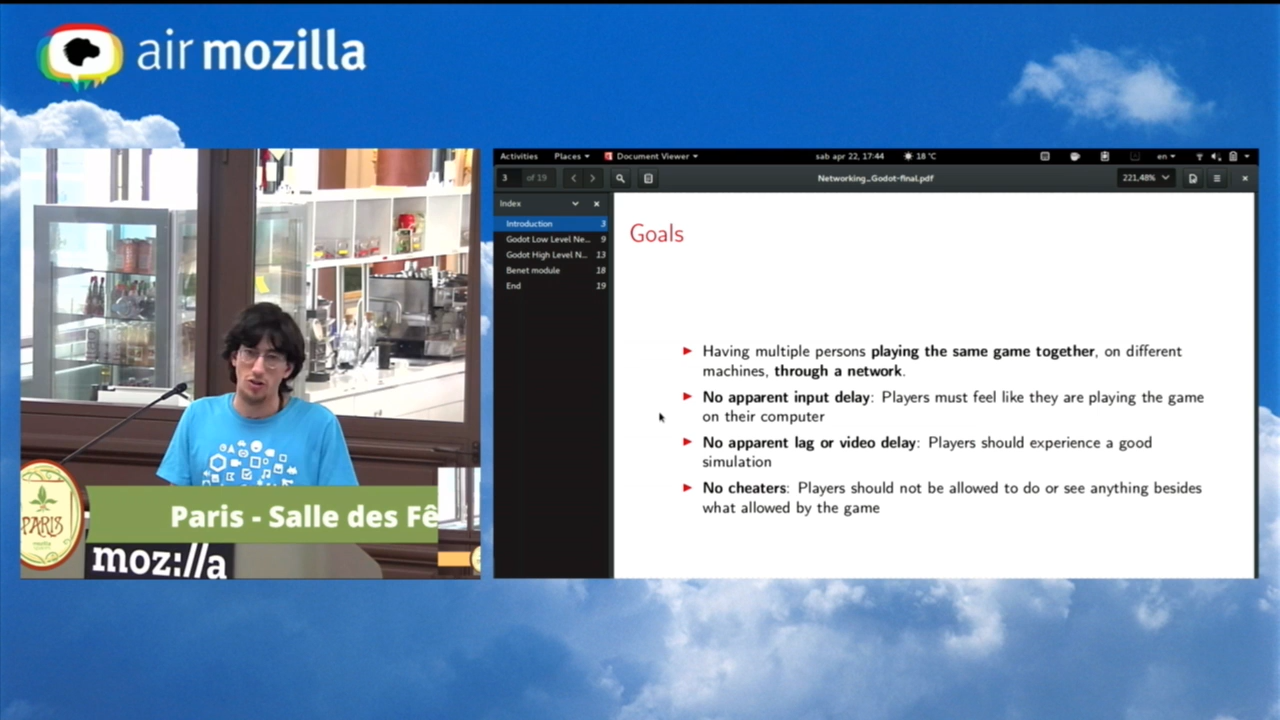 air mozilla
Activities Places Document Viewer sab apr 22, 17:44 18 °C en
3 of 19 Networking_Godot-final.pdf 221,48%
Index
Introduction 3
Godot Low Level Ne... 9
Godot High Level N... 13
Benet module 18
End 19
Goals
Having multiple persons playing the same game together, on different
machines, through a network.
No apparent input delay: Players must feel like they are playing the game
on their computer
No apparent lag or video delay: Players should experience a good
simulation
No cheaters: Players should not be allowed to do or see anything besides
what allowed by the game
PARIS
Paris - Salle des Fê
moz://a